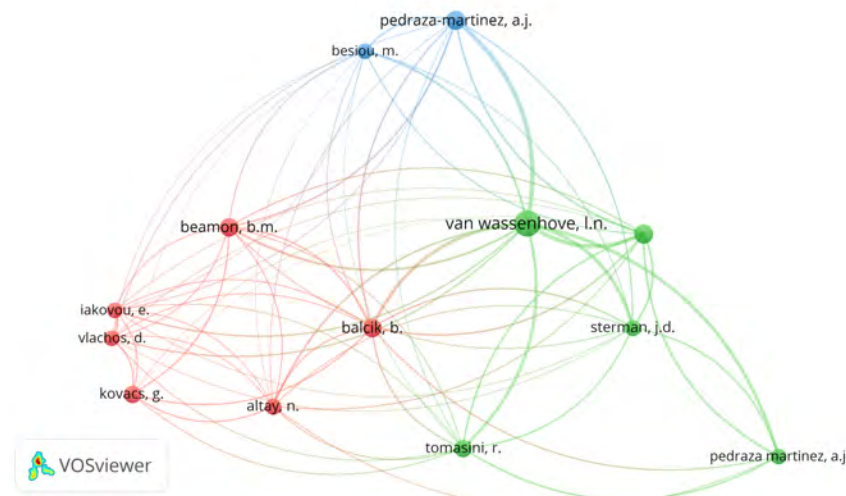 pedraza-martinez, a.j.
besiou, m.
beamon, b.m.
van wassenhove, l.n.
iakovou, e.
balcik, b.
sterman, j.d.
vlachos, d.
kovacs, g.
altay, n.
tomasini, r.
pedraza martinez, a.j
VOSviewer